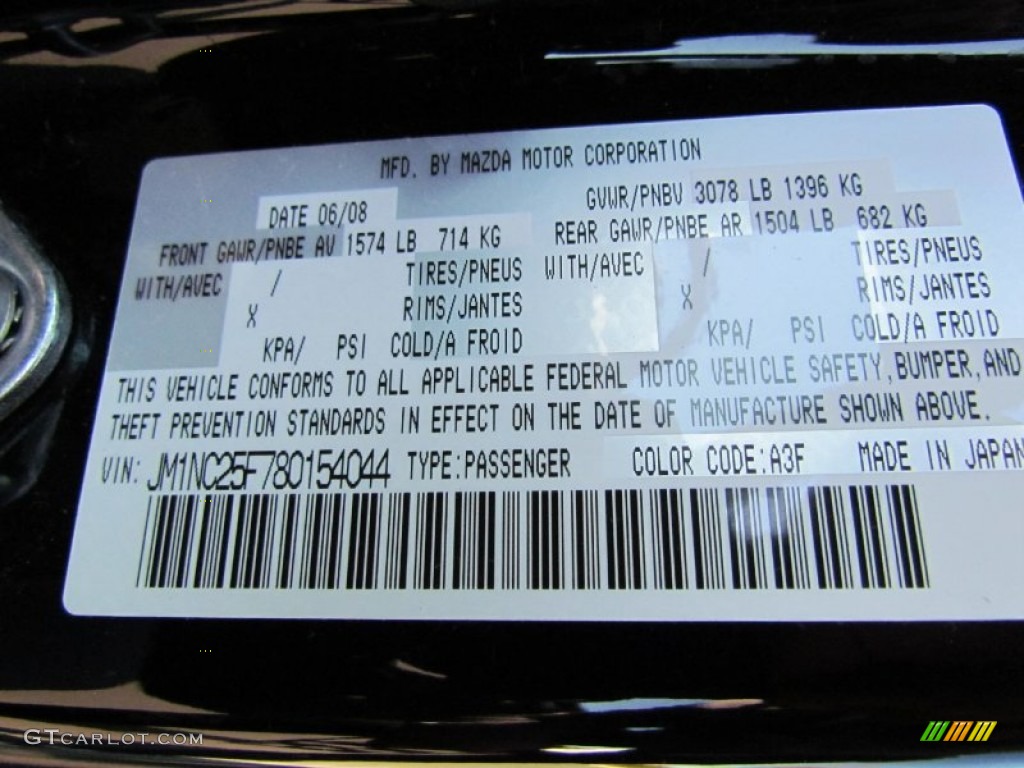 MFD. BY MAZDA MOTOR CORPORATION
DATE 06/08 GVWR/PNBV 3078 LB 1396 KG
FRONT GAWR/PNBE AV 1574 LB 714 KG REAR GAWR/PNBE AR 1504 LB 682 KG
WITH/AVEC / TIRES/PNEUS WITH/AVEC / TIRES/PNEUS
X RIMS/JANTES X RIMS/JANTES
KPA/ PSI COLD/A FROID KPA/ PSI COLD/A FROID
THIS VEHICLE CONFORMS TO ALL APPLICABLE FEDERAL MOTOR VEHICLE SAFETY, BUMPER, AND
THEFT PREVENTION STANDARDS IN EFFECT ON THE DATE OF MANUFACTURE SHOWN ABOVE.
VIN: JM1NC25F780154044 TYPE:PASSENGER COLOR CODE:A3F MADE IN JAPAN
GTCARLOT.COM